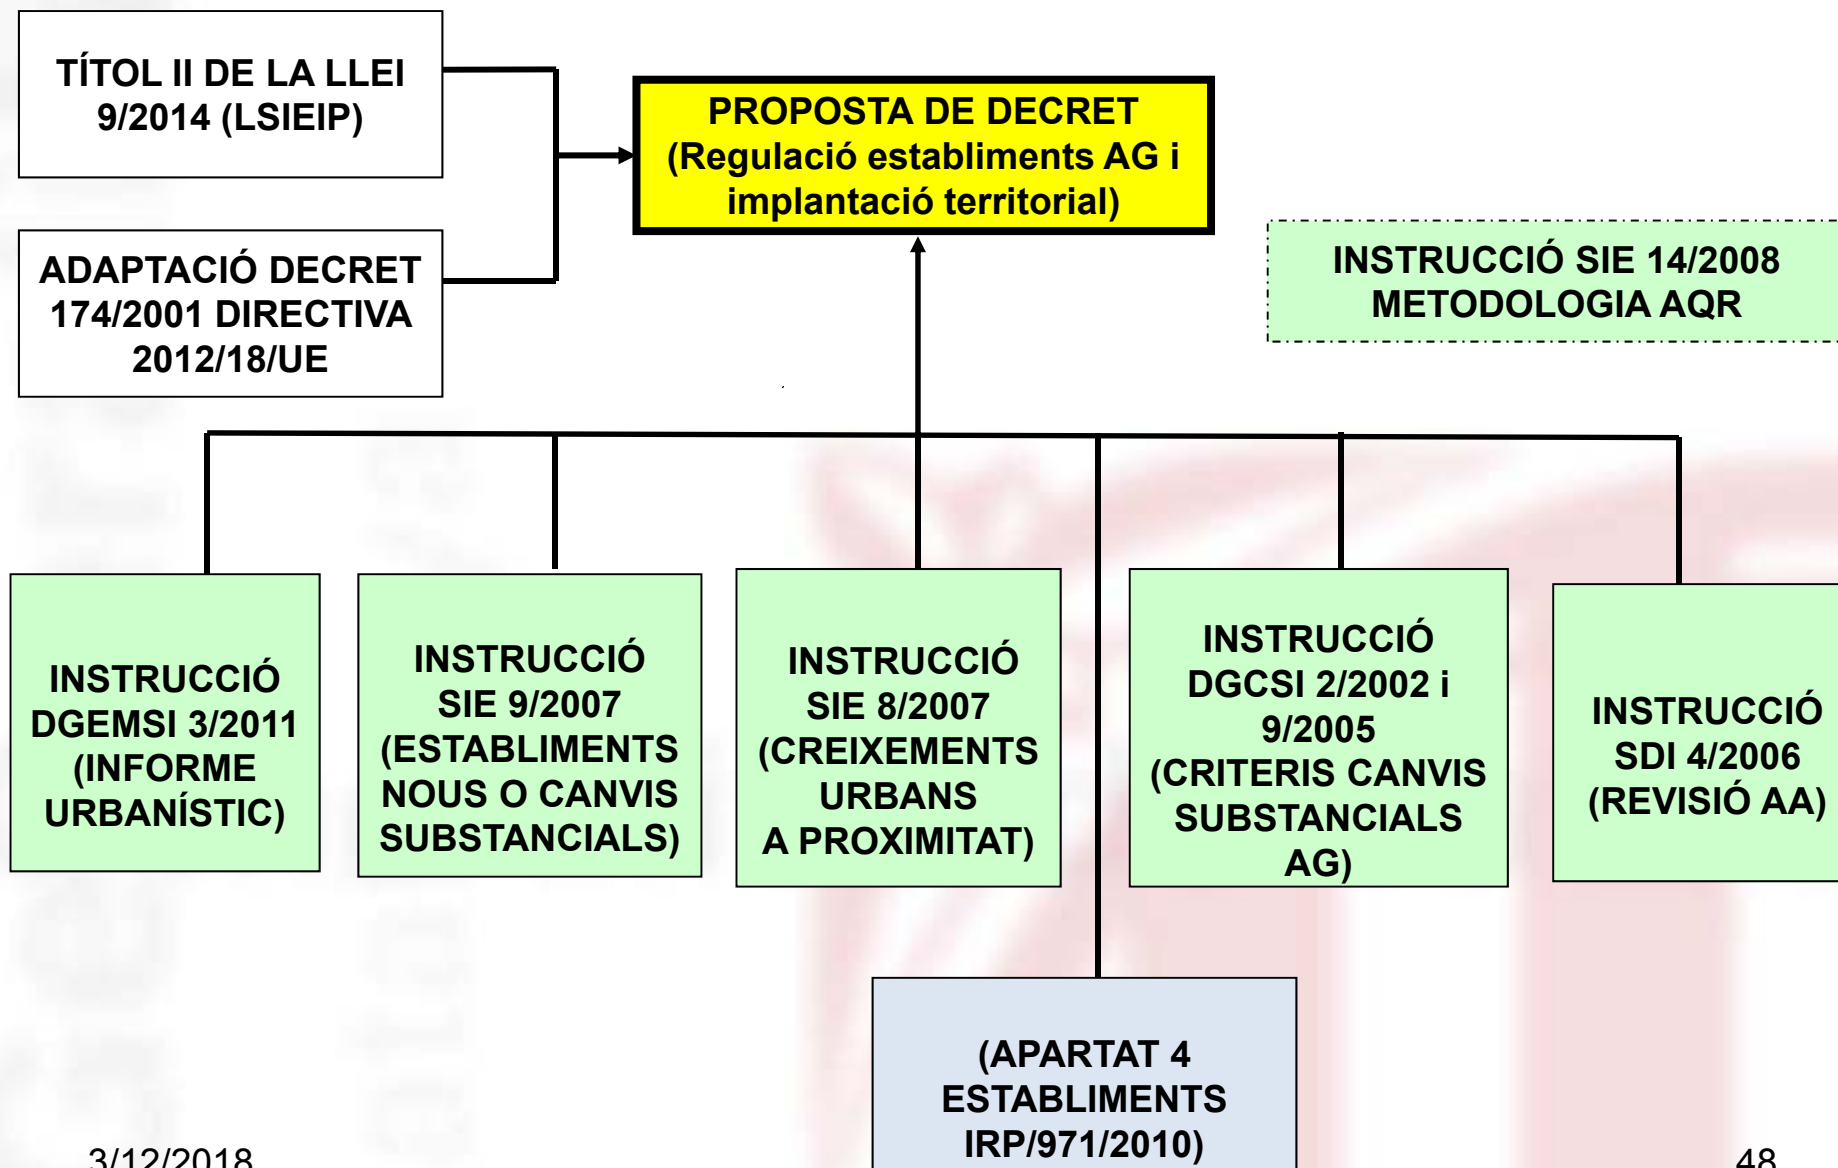 TÍTOL II DE LA LLEI
9/2014 (LSIEIP)
PROPOSTA DE DECRET
(Regulació establiments AG i
implantació territorial)
ADAPTACIÓ DECRET
174/2001 DIRECTIVA
2012/18/UE
INSTRUCCIÓ SIE 14/2008
METODOLOGIA AQR
INSTRUCCIÓ
DGEMSI 3/2011
(INFORME
URBANÍSTIC)
INSTRUCCIÓ
SIE 9/2007
(ESTABLIMENTS
NOUS O CANVIS
SUBSTANCIALS)
INSTRUCCIÓ
SIE 8/2007
(CREIXEMENTS
URBANS
A PROXIMITAT)
INSTRUCCIÓ
DGCSI 2/2002 i
9/2005
(CRITERIS CANVIS
SUBSTANCIALS
AG)
INSTRUCCIÓ
SDI 4/2006
(REVISIÓ AA)
(APARTAT 4
ESTABLIMENTS
IRP/971/2010)
3/12/2018
48